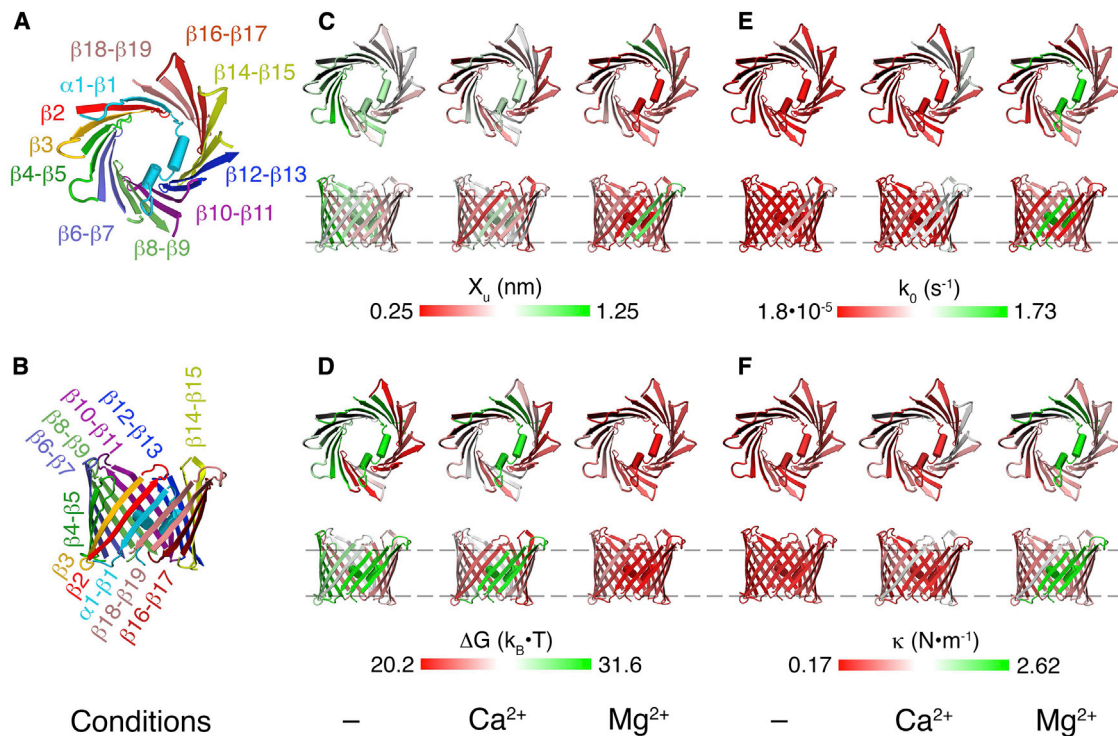 A
β16-β17
β18-β19
β14-β15
α1-β1
β2
β3
β4-β5
β12-β13
β10-β11
β6-β7
β8-β9
B
β14-β15
β12-β13
β10-β11
β8-β9
β6-β7
β4-β5
β3
β2
α1-β1
β18-β19
β16-β17
C
Xᵤ (nm)
0.25 1.25
D
ΔG (k_B•T)
20.2 31.6
E
k₀ (s⁻¹)
1.8•10⁻⁵ 1.73
F
κ (N•m⁻¹)
0.17 2.62
Conditions – Ca²⁺ Mg²⁺ – Ca²⁺ Mg²⁺